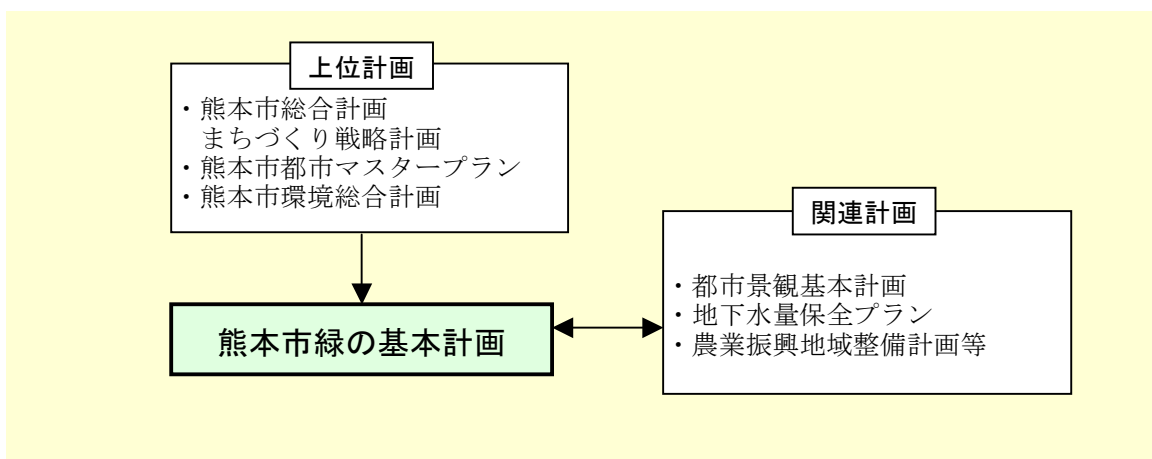 上位計画
・熊本市総合計画
まちづくり戦略計画
・熊本市都市マスタープラン
・熊本市環境総合計画
関連計画
・都市景観基本計画
・地下水量保全プラン
・農業振興地域整備計画等
熊本市緑の基本計画